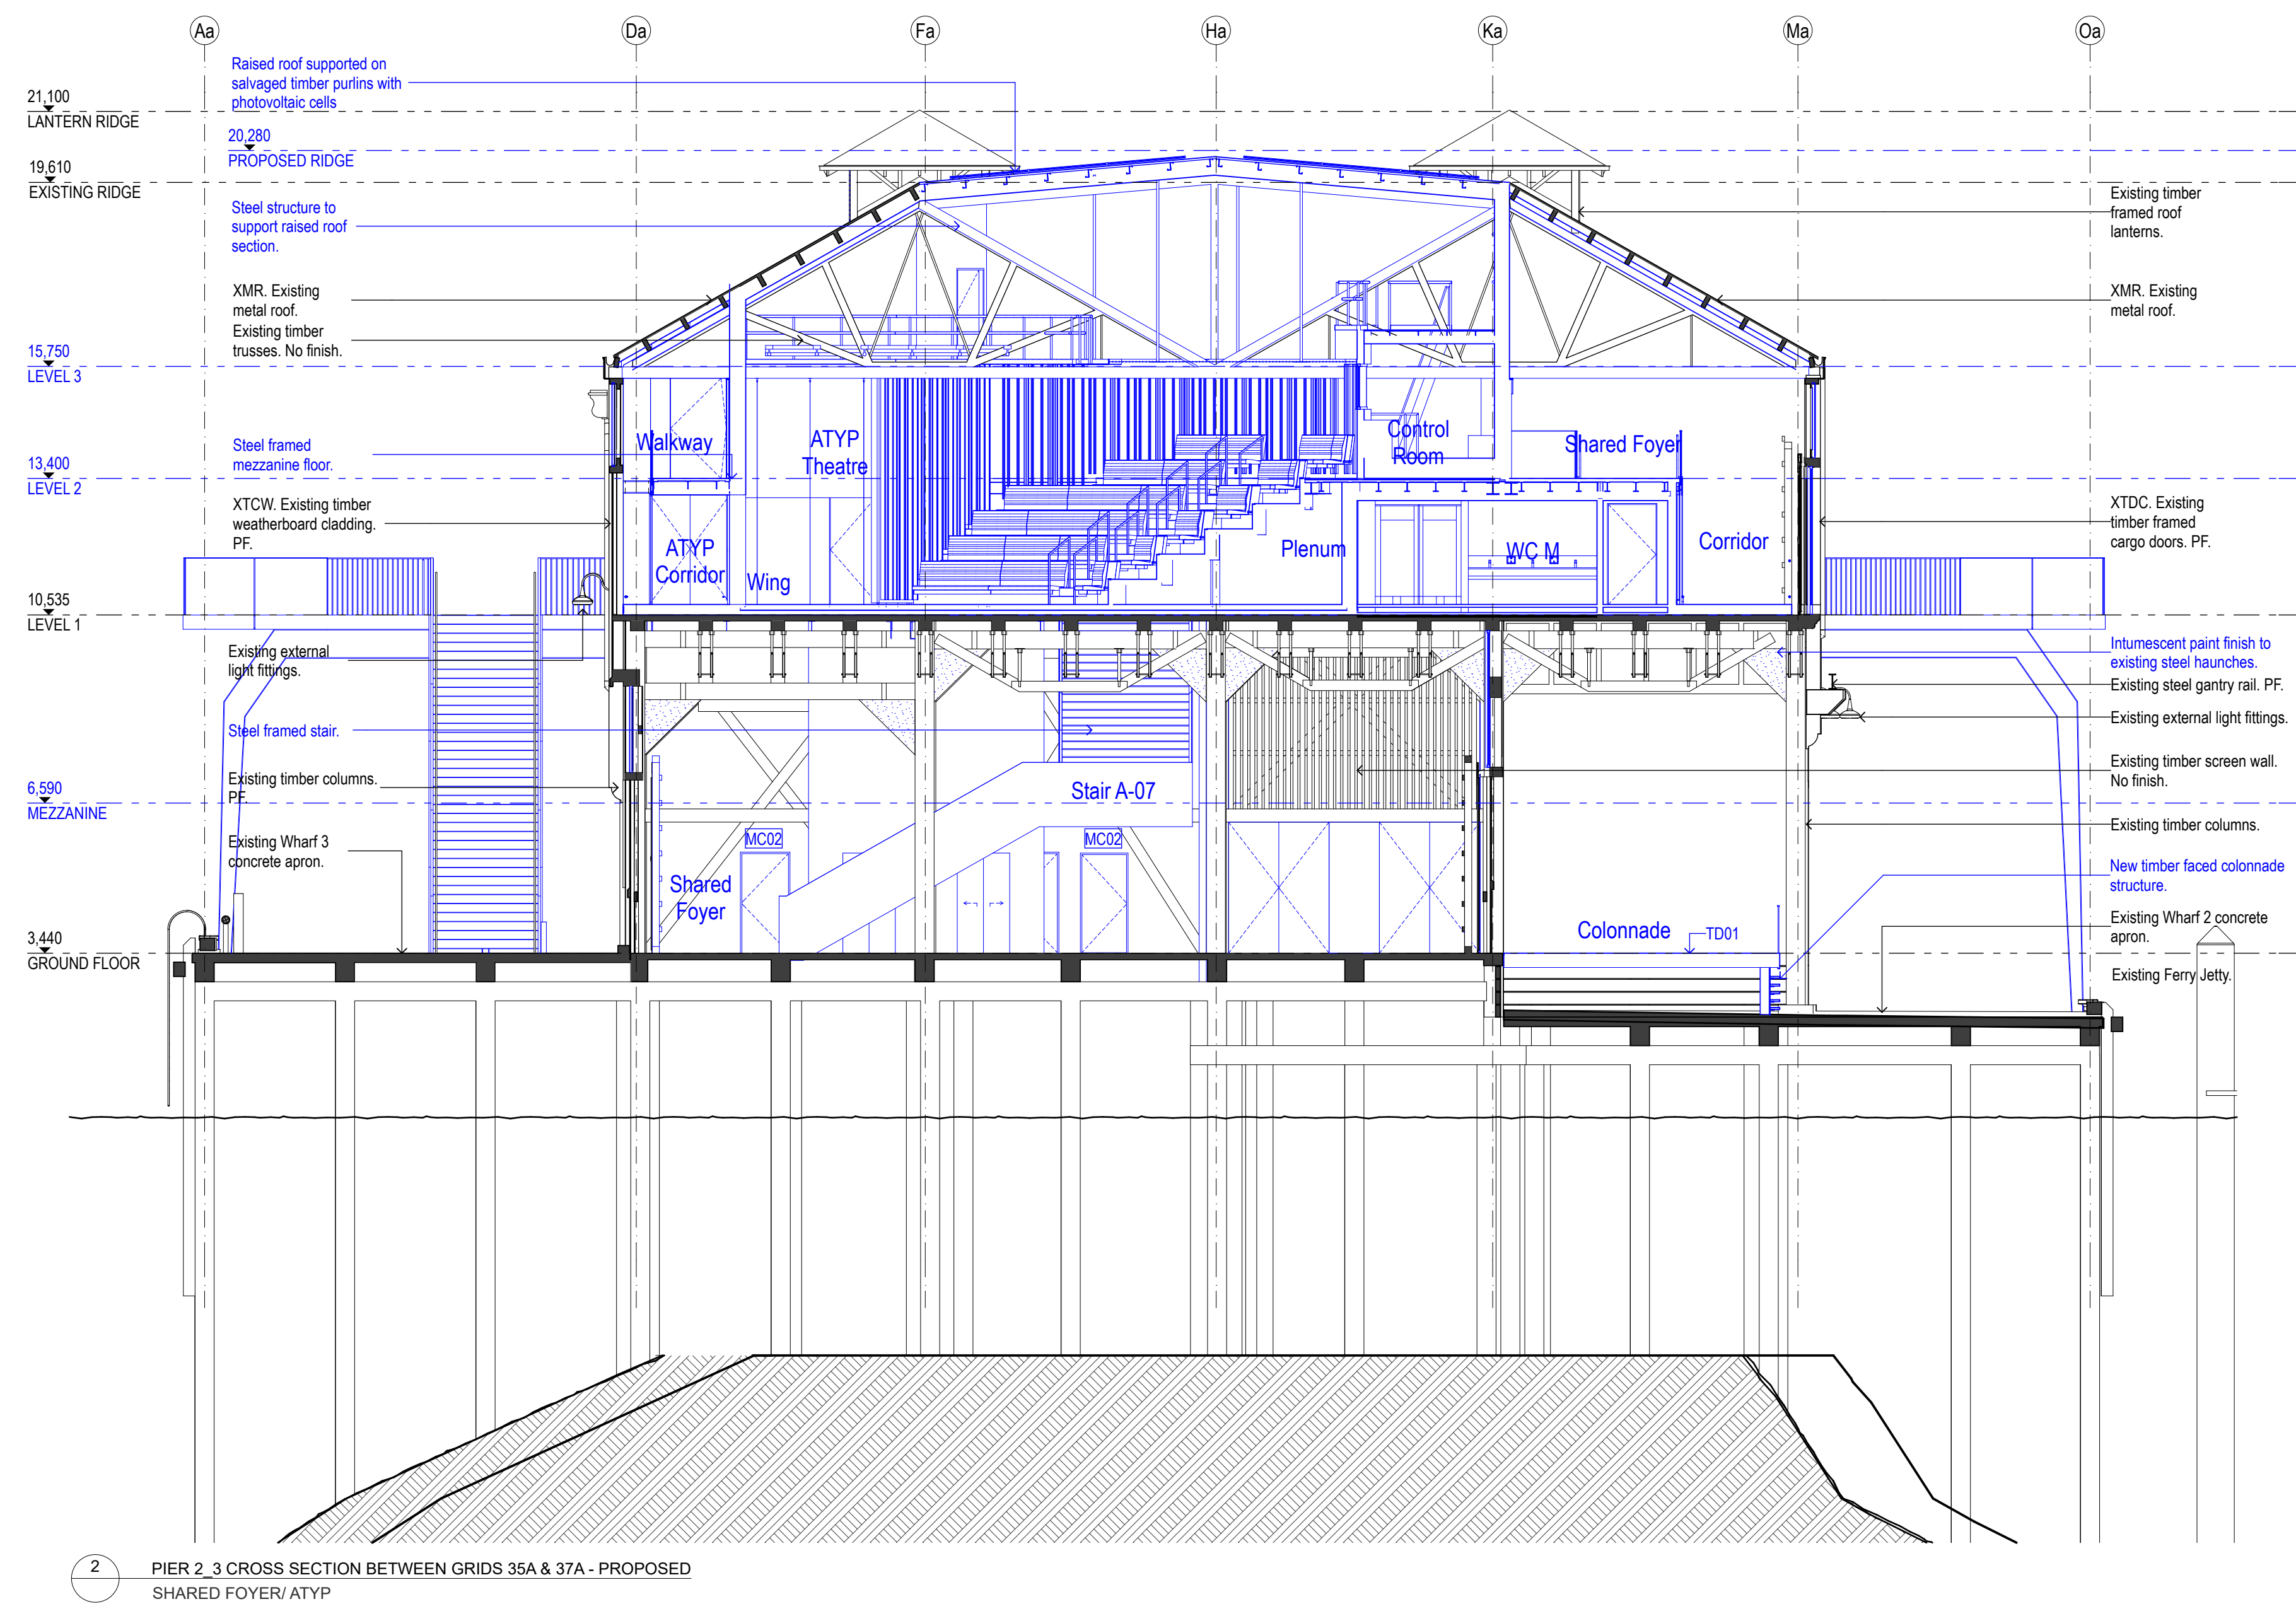 Aa
Da
Fa
Ha
Ka
Ma
Oa
Raised roof supported on
salvaged timber purlins with
photovoltaic cells
21,100
LANTERN RIDGE
20,280
PROPOSED RIDGE
19,610
EXISTING RIDGE
Steel structure to
support raised roof
section.
XMR. Existing
metal roof.
Existing timber
trusses. No finish.
15,750
LEVEL 3
Steel framed
mezzanine floor.
13,400
LEVEL 2
XTCW. Existing timber
weatherboard cladding.
PF.
10,535
LEVEL 1
Existing external
light fittings.
Steel framed stair.
Existing timber columns.
PF.
6,590
MEZZANINE
Existing Wharf 3
concrete apron.
3,440
GROUND FLOOR
Walkway
ATYP
Theatre
Control
Room
Shared Foyer
ATYP
Corridor
Wing
Plenum
WC M
Corridor
Stair A-07
MC02
MC02
Shared
Foyer
Colonnade
TD01
Existing timber
framed roof
lanterns.
XMR. Existing
metal roof.
XTDC. Existing
timber framed
cargo doors. PF.
Intumescent paint finish to
existing steel haunches.
Existing steel gantry rail. PF.
Existing external light fittings.
Existing timber screen wall.
No finish.
Existing timber columns.
New timber faced colonnade
structure.
Existing Wharf 2 concrete
apron.
Existing Ferry Jetty.
2
PIER 2_3 CROSS SECTION BETWEEN GRIDS 35A & 37A - PROPOSED
SHARED FOYER/ ATYP